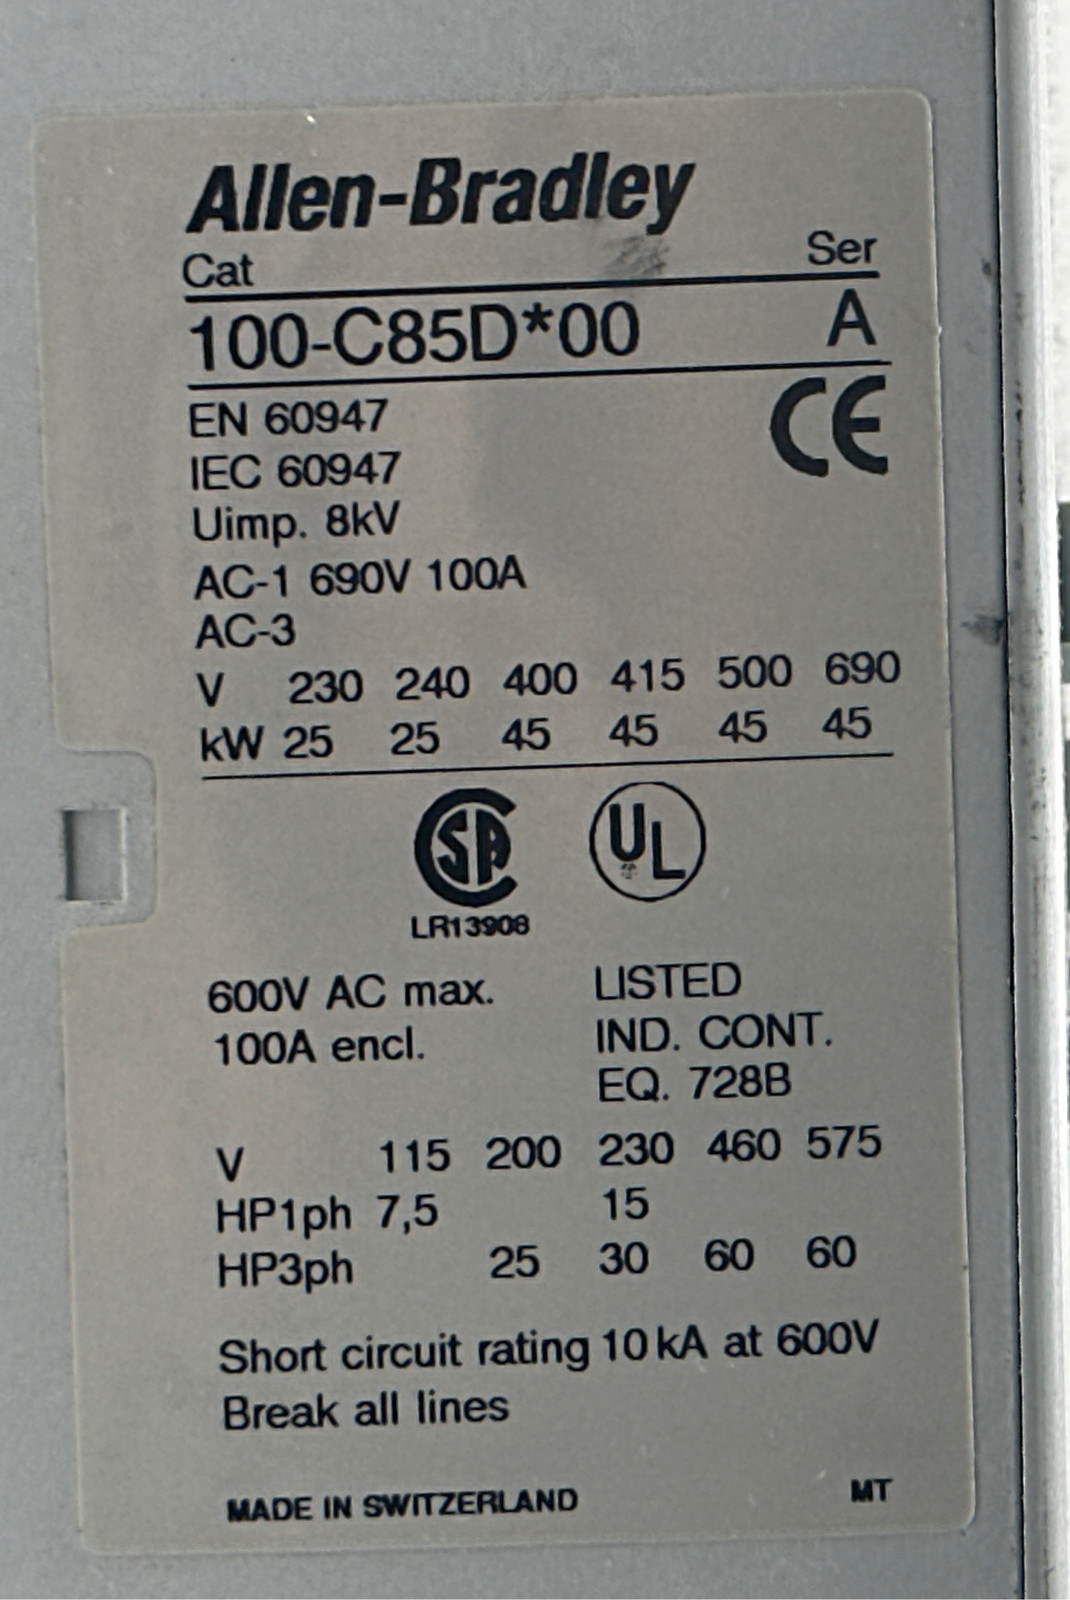 Allen-Bradley
Cat Ser
100-C85D*00 A
EN 60947
CE
IEC 60947
Uimp. 8kV
AC-1 690V 100A
AC-3
V 230 240 400 415 500 690
kW 25 25 45 45 45 45
SA UL
LR13908
600V AC max. LISTED
100A encl. IND. CONT.
EQ. 728B
V 115 200 230 460 575
HP1ph 7,5 15
HP3ph 25 30 60 60
Short circuit rating 10 kA at 600V
Break all lines
MADE IN SWITZERLAND MT